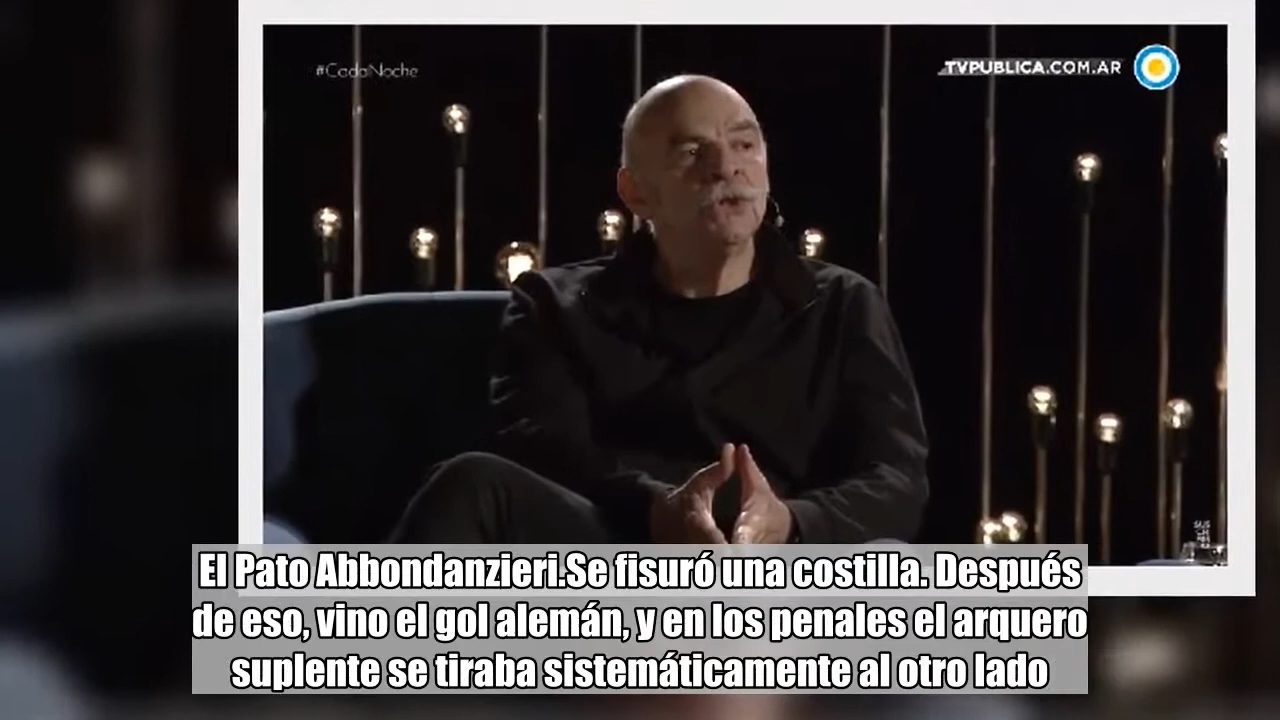 #CadaNoche
TVPUBLICA.COM.AR
El Pato Abbondanzieri.Se fisuró una costilla. Después
de eso, vino el gol alemán, y en los penales el arquero
suplente se tiraba sistemáticamente al otro lado